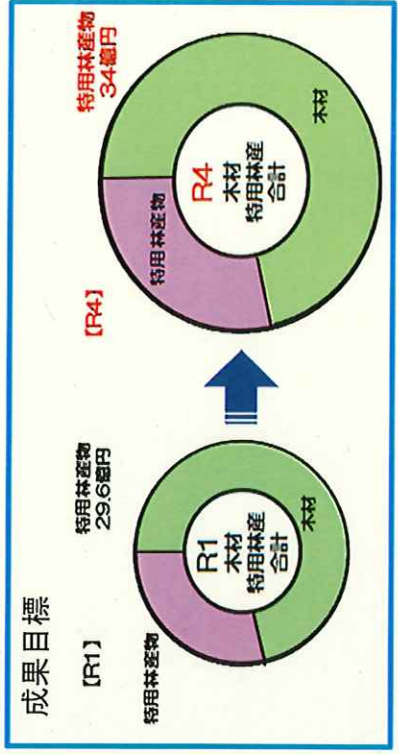 成果目標
【R1】
特用林産物
29.6億円
特用林産物
R1
木材
特用林産
合計
木材
【R4】
特用林産物
34億円
特用林産物
R4
木材
特用林産
合計
木材